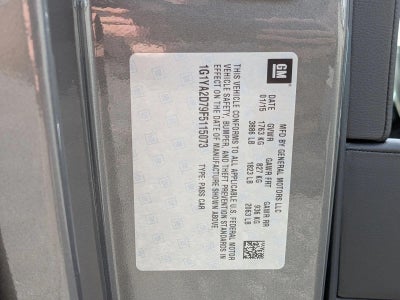 GM
MFD BY GENERAL MOTORS LLC
DATE GVWR GAWR FRT GAWR RR
01/15 1763 KG 827 KG 936 KG
3886 LB 1823 LB 2063 LB
THIS VEHICLE CONFORMS TO ALL APPLICABLE U.S. FEDERAL MOTOR
VEHICLE SAFETY, BUMPER, AND THEFT PREVENTION STANDARDS IN
EFFECT ON THE DATE OF MANUFACTURE SHOWN ABOVE.
1G1YA2D79F5115073 TYPE: PASS CAR